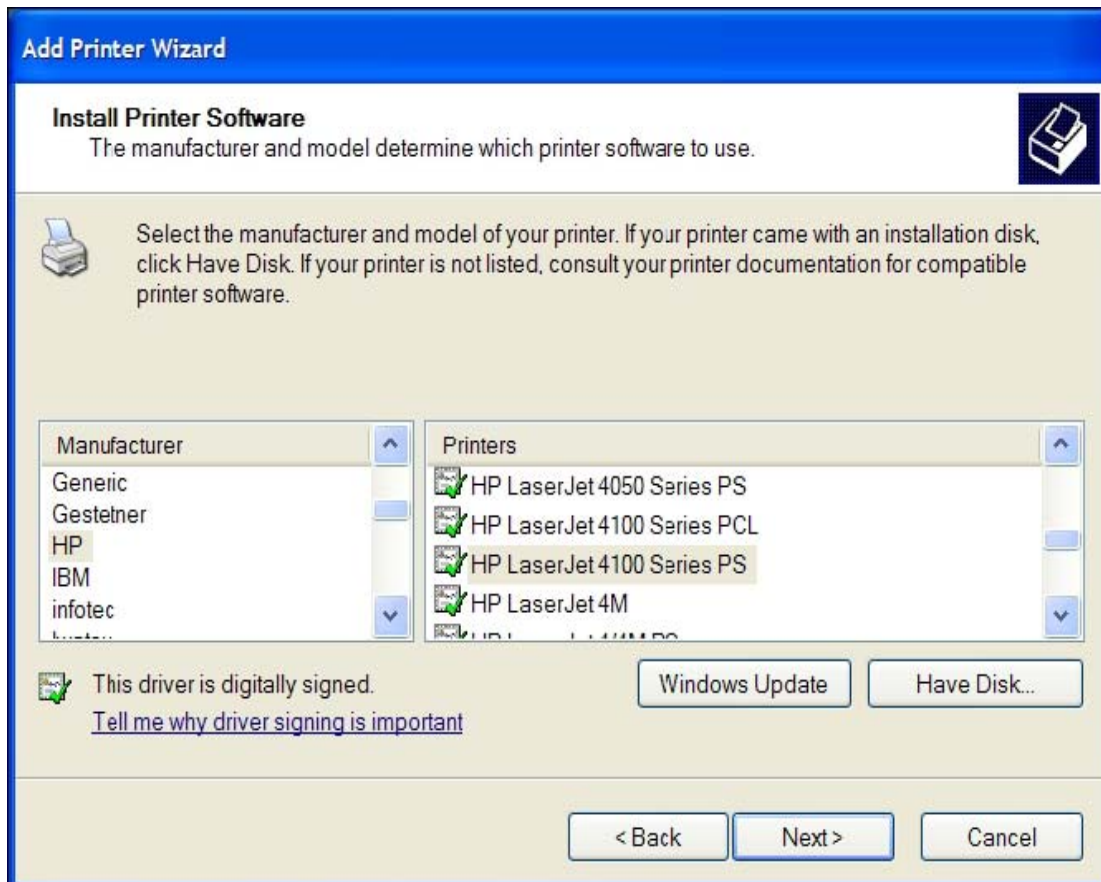 Add Printer Wizard
Install Printer Software
The manufacturer and model determine which printer software to use.
Select the manufacturer and model of your printer. If your printer came with an installation disk,
click Have Disk. If your printer is not listed, consult your printer documentation for compatible
printer software.
Manufacturer
Generic
Gestetner
HP
IBM
infotec
Printers
HP LaserJet 4050 Series PS
HP LaserJet 4100 Series PCL
HP LaserJet 4100 Series PS
HP LaserJet 4M
This driver is digitally signed.
Tell me why driver signing is important
Windows Update
Have Disk...
< Back
Next >
Cancel